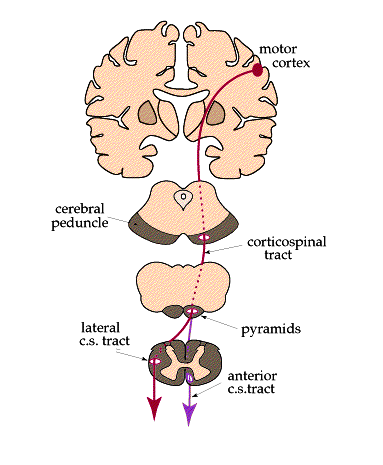 motor
cortex
cerebral
peduncle
corticospinal
tract
lateral
c.s. tract
pyramids
anterior
c.s.tract